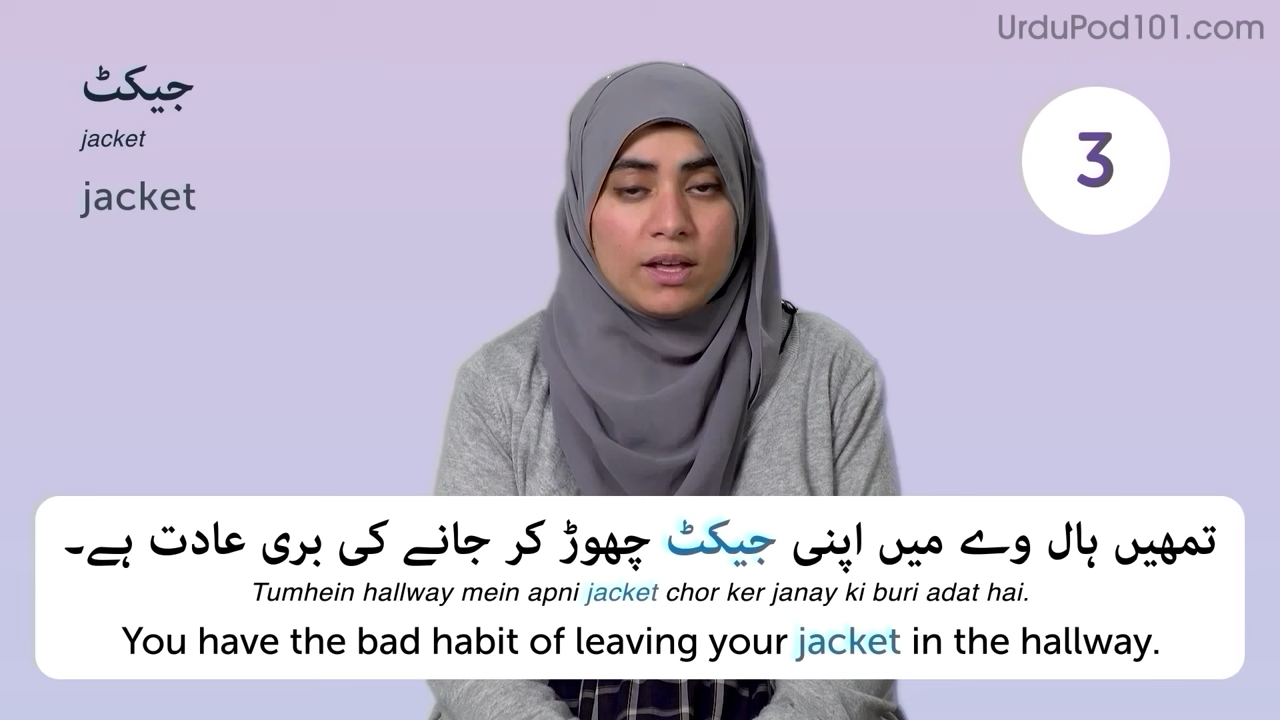 UrduPod101.com
جیکٹ
jacket
jacket
3
تمھیں ہال وے میں اپنی جیکٹ چھوڑ کر جانے کی بری عادت ہے۔
Tumhein hallway mein apni jacket chor ker janay ki buri adat hai.
You have the bad habit of leaving your jacket in the hallway.